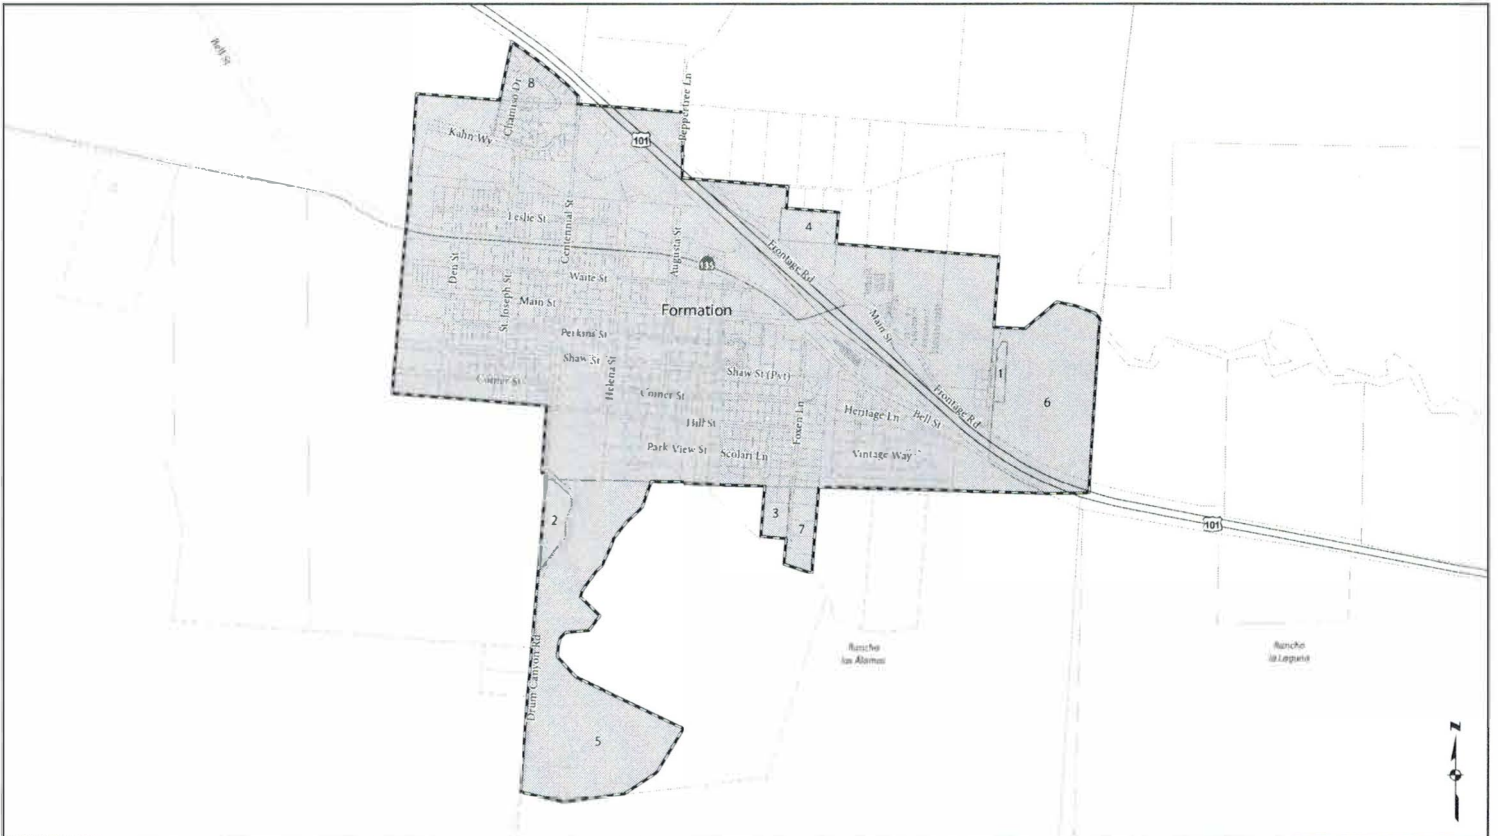 Bell St
8
Chamiso Dr
Peppertree Ln
Kahn Wy
101
Leslie St
Centennial St
4
Augusta St
Frontage Rd
Den St
135
Waite St
St Joseph St
Main St
Formation
Main St
Perkins St
Shaw St
Helena St
Shaw St (Pvt)
1
Corner St
Comer St
Frontage Rd
6
Foxen Ln
Heritage Ln
Bell St
Hill St
Park View St
Scolari Ln
Vintage Way
2
3
7
101
Drum Canyon Rd
Rancho
los Alamos
Rancho
la Laguna
5
N